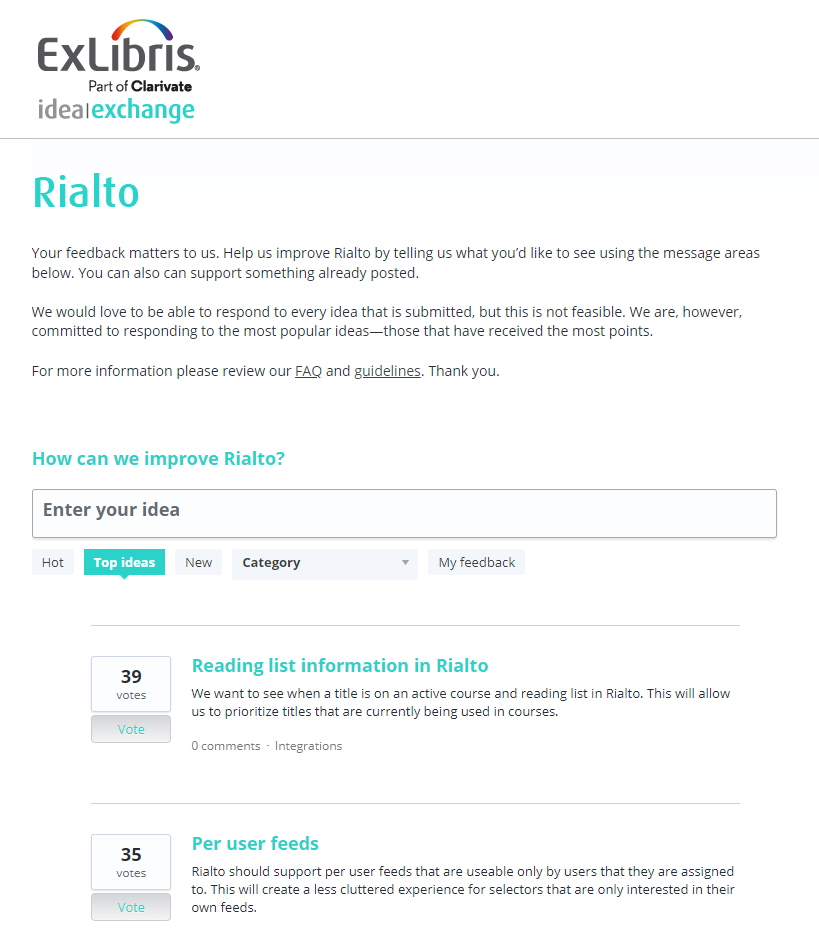 ExLibris®
Part of Clarivate
idea|exchange
Rialto
Your feedback matters to us. Help us improve Rialto by telling us what you’d like to see using the message areas
below. You can also can support something already posted.
We would love to be able to respond to every idea that is submitted, but this is not feasible. We are, however,
committed to responding to the most popular ideas—those that have received the most points.
For more information please review our FAQ and guidelines. Thank you.
How can we improve Rialto?
Enter your idea
Hot Top ideas New Category My feedback
39
votes
Vote
Reading list information in Rialto
We want to see when a title is on an active course and reading list in Rialto. This will allow
us to prioritize titles that are currently being used in courses.
0 comments · Integrations
35
votes
Vote
Per user feeds
Rialto should support per user feeds that are useable only by users that they are assigned
to. This will create a less cluttered experience for selectors that are only interested in their
own feeds.